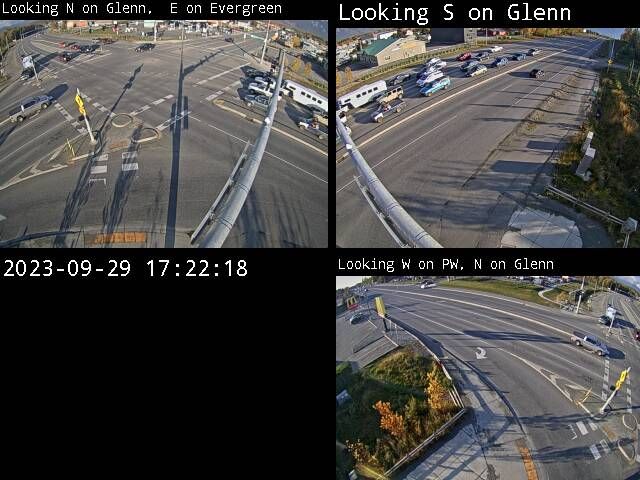 Looking N on Glenn,  E on Evergreen
Looking S on Glenn
2023-09-29 17:22:18
Looking W on PW, N on Glenn